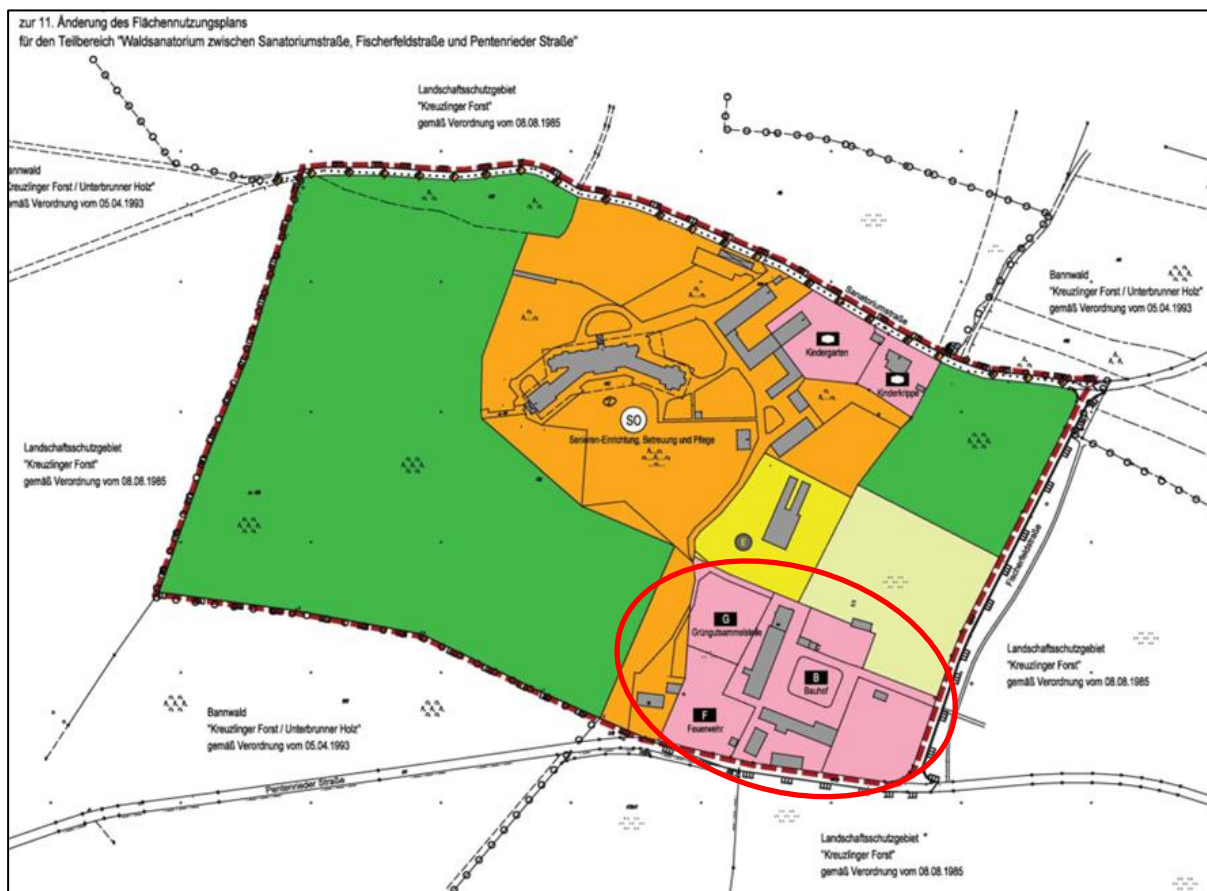 zur 11. Änderung des Flächennutzungsplans
für den Teilbereich "Waldsanatorium zwischen Sanatoriumstraße, Fischerfeldstraße und Pentenrieder Straße"
Landschaftsschutzgebiet
"Kreuzlinger Forst"
gemäß Verordnung vom 08.08.1985
Bannwald
"Kreuzlinger Forst / Unterbrunner Holz"
gemäß Verordnung vom 05.04.1993
Sanatoriumstraße
Bannwald
"Kreuzlinger Forst / Unterbrunner Holz"
gemäß Verordnung vom 05.04.1993
Kindergarten
Kinderkrippe
SO
Senioren-Einrichtung, Betreuung und Pflege
Landschaftsschutzgebiet
"Kreuzlinger Forst"
gemäß Verordnung vom 08.08.1985
E
Fischerfeldstraße
G
Grüngutsammelstelle
B
Bauhof
F
Feuerwehr
Landschaftsschutzgebiet
"Kreuzlinger Forst"
gemäß Verordnung vom 08.08.1985
Bannwald
"Kreuzlinger Forst / Unterbrunner Holz"
gemäß Verordnung vom 05.04.1993
Pentenrieder Straße
Landschaftsschutzgebiet
"Kreuzlinger Forst"
gemäß Verordnung vom 08.08.1985